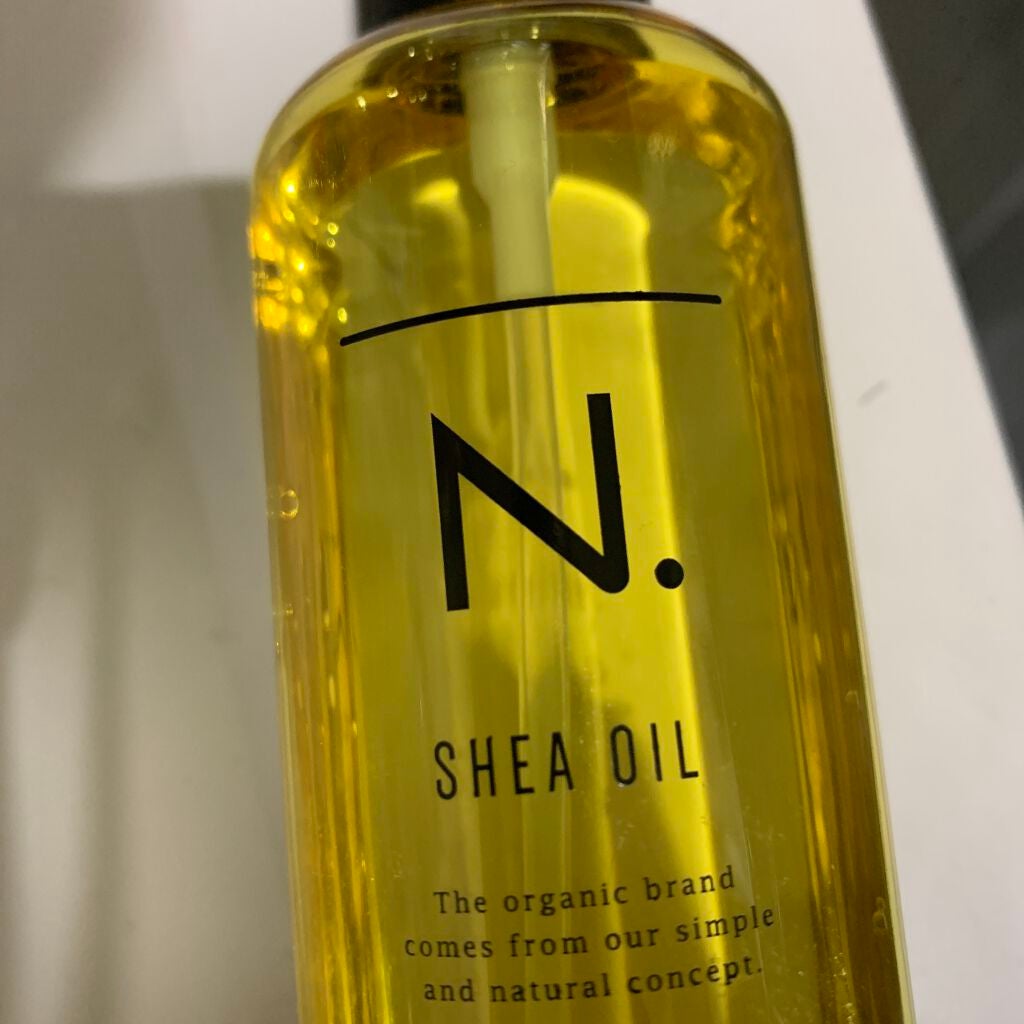 N.
SHEA OIL
The organic brand
comes from our simple
and natural concept.